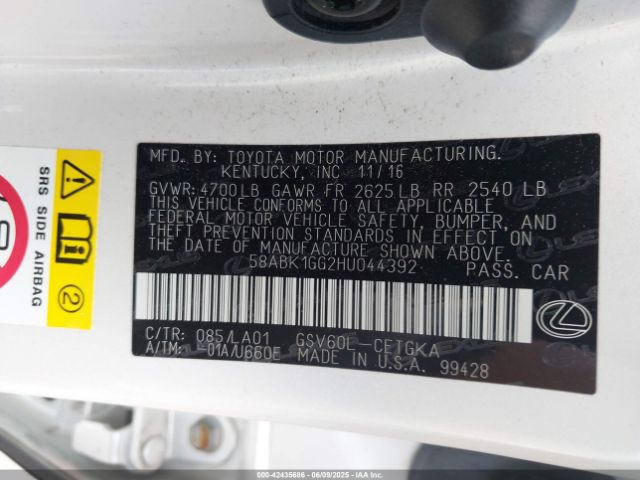 MFD. BY: TOYOTA MOTOR MANUFACTURING.
KENTUCKY, INC 11/16
GVWR: 4700LB GAWR FR 2625LB RR 2540 LB
THIS VEHICLE CONFORMS TO ALL APPLICABLE
FEDERAL MOTOR VEHICLE SAFETY, BUMPER, AND
THEFT PREVENTION STANDARDS IN EFFECT ON
THE DATE OF MANUFACTURE SHOWN ABOVE.
58ABK1GG2HU044392 PASS. CAR
C/TR: 085/LA01 GSV60L-CETGKA
A/TM: -01A/U660E MADE IN U.S.A. 99428
SRS SIDE AIRBAG
2
000-42435686 - 06/09/2025 - IAAI.COM